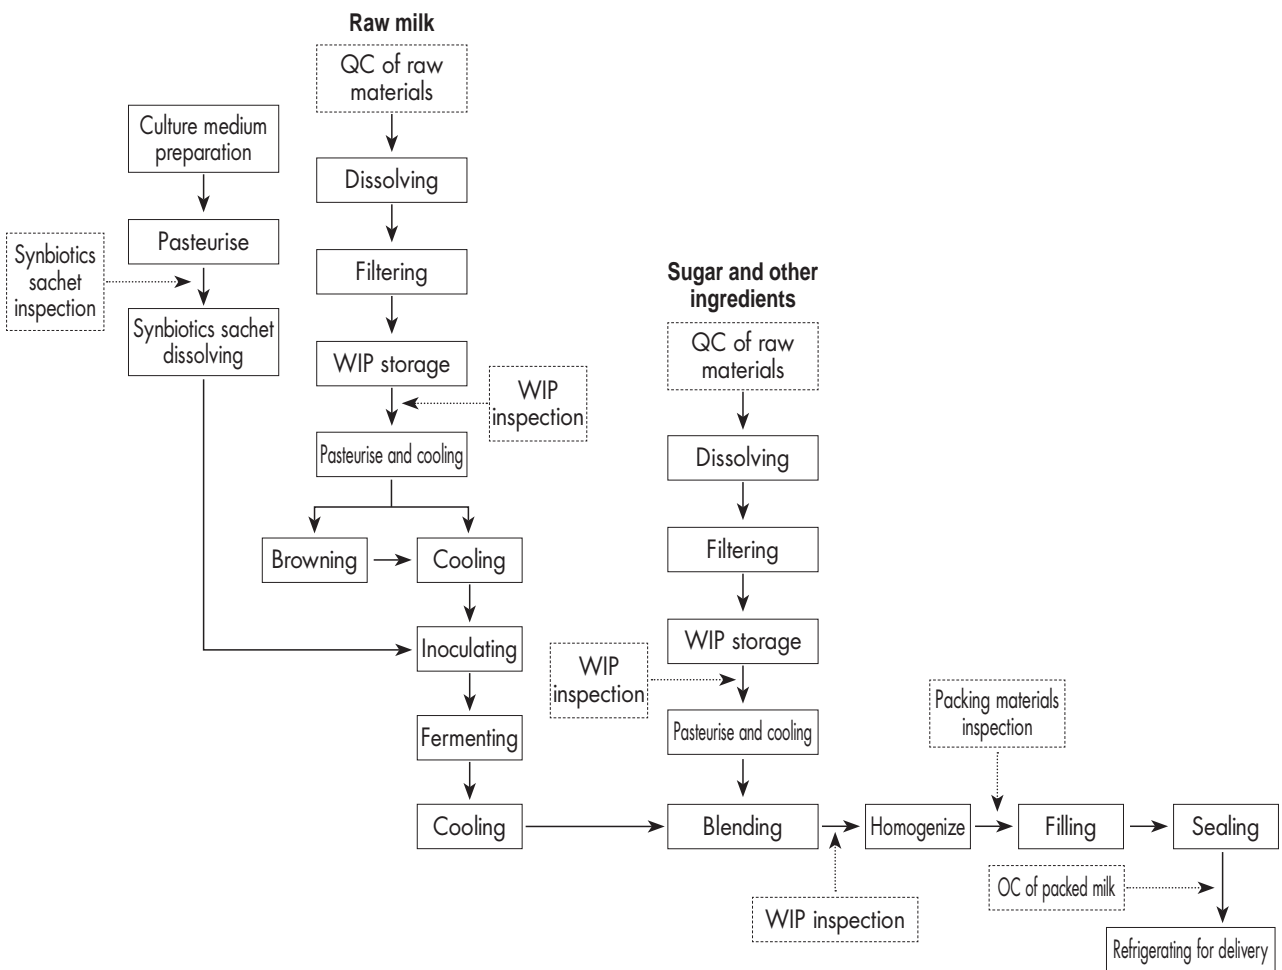 Raw milk
QC of raw
materials
Culture medium
preparation
Dissolving
Pasteurise
Synbiotics
sachet
inspection
Filtering
Sugar and other
ingredients
Synbiotics sachet
dissolving
QC of raw
materials
WIP storage
WIP
inspection
Pasteurise and cooling
Dissolving
Browning
Cooling
Filtering
Inoculating
WIP storage
WIP
inspection
Packing materials
inspection
Fermenting
Pasteurise and cooling
Cooling
Blending
Homogenize
Filling
Sealing
OC of packed milk
WIP inspection
Refrigerating for delivery